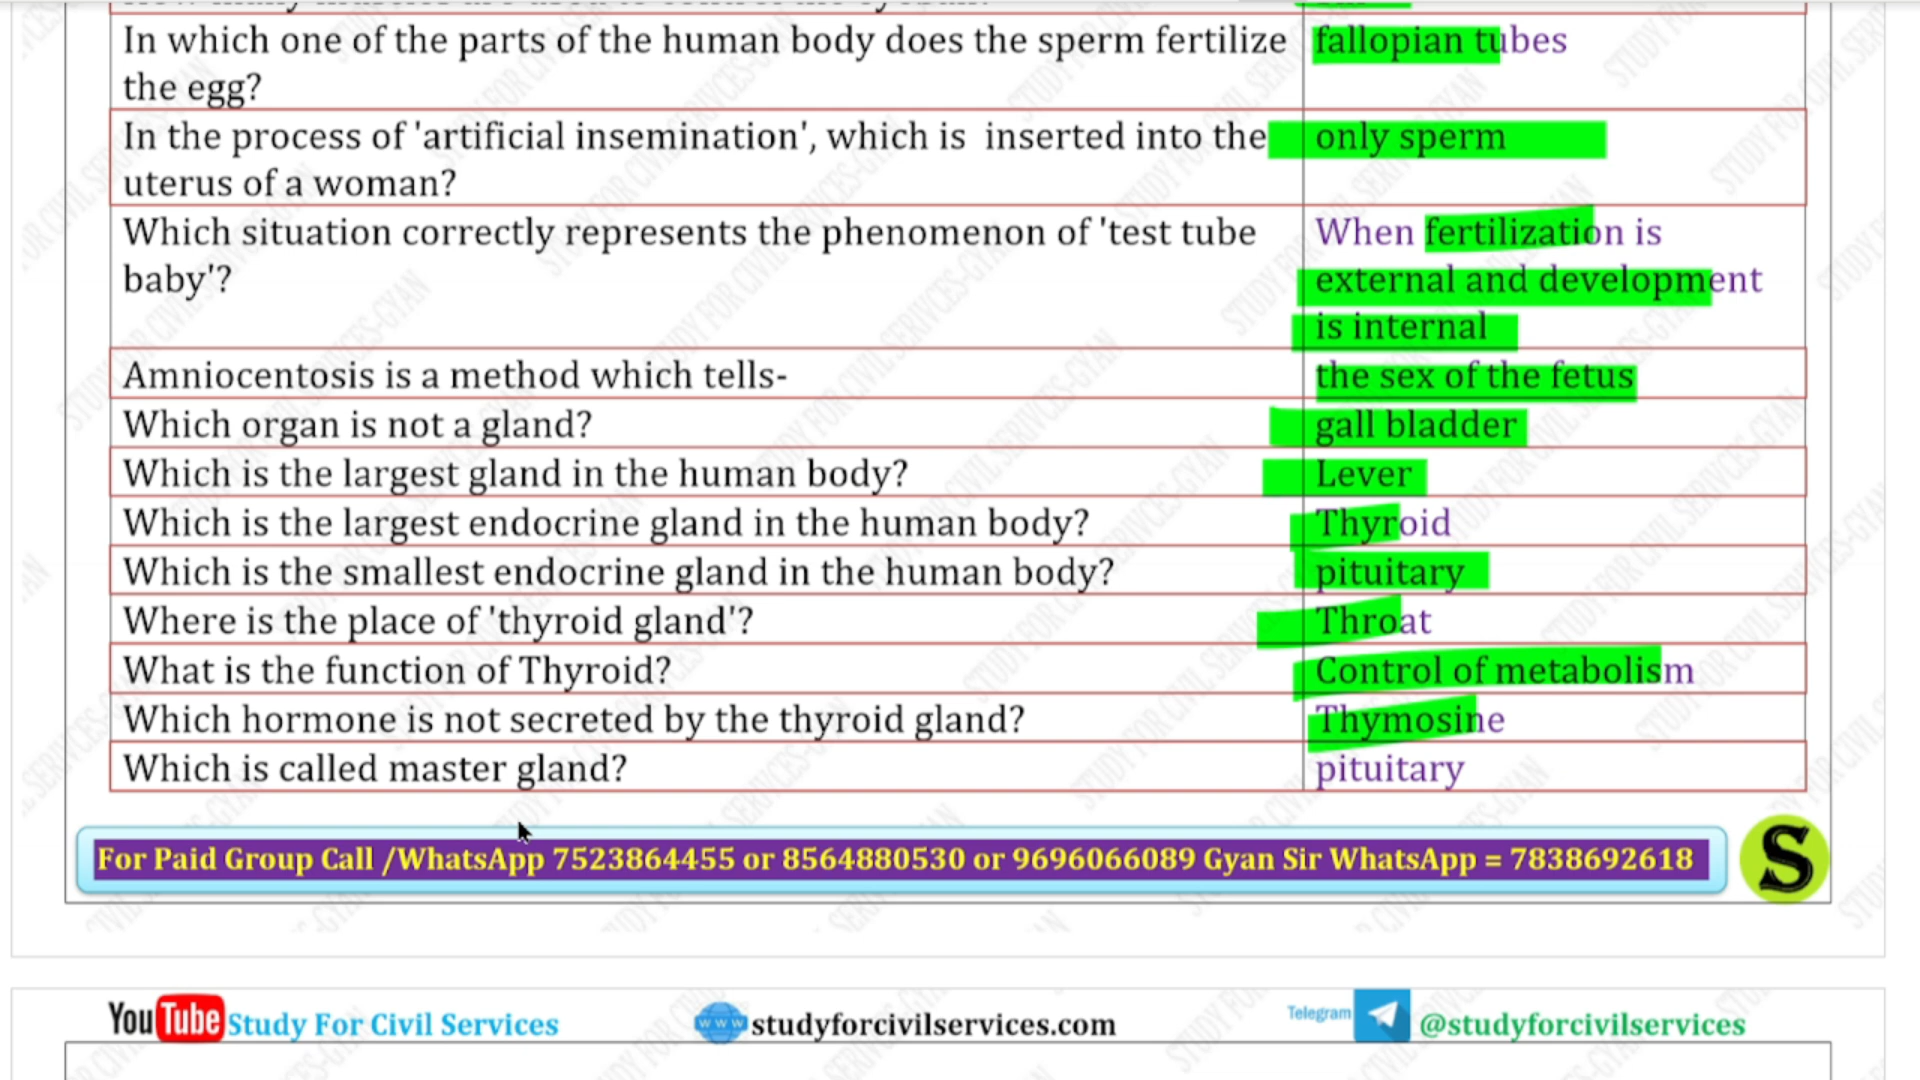 In which one of the parts of the human body does the sperm fertilize fallopian tubes
the egg?
In the process of 'artificial insemination', which is inserted into the only sperm
uterus of a woman?
Which situation correctly represents the phenomenon of 'test tube When fertilization is
baby'? external and development
is internal
Amniocentosis is a method which tells- the sex of the fetus
Which organ is not a gland? gall bladder
Which is the largest gland in the human body? Lever
Which is the largest endocrine gland in the human body? Thyroid
Which is the smallest endocrine gland in the human body? pituitary
Where is the place of 'thyroid gland'? Throat
What is the function of Thyroid? Control of metabolism
Which hormone is not secreted by the thyroid gland? Thymosine
Which is called master gland? pituitary
For Paid Group Call /WhatsApp 7523864455 or 8564880530 or 9696066089 Gyan Sir WhatsApp = 7838692618 S
YouTube Study For Civil Services www studyforcivilservices.com Telegram @studyforcivilservices
STUDY FOR CIVIL SERIVCES-GYAN